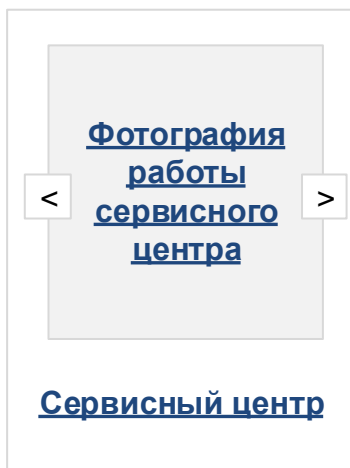 Фотография
работы
< сервисного >
центра
Сервисный центр